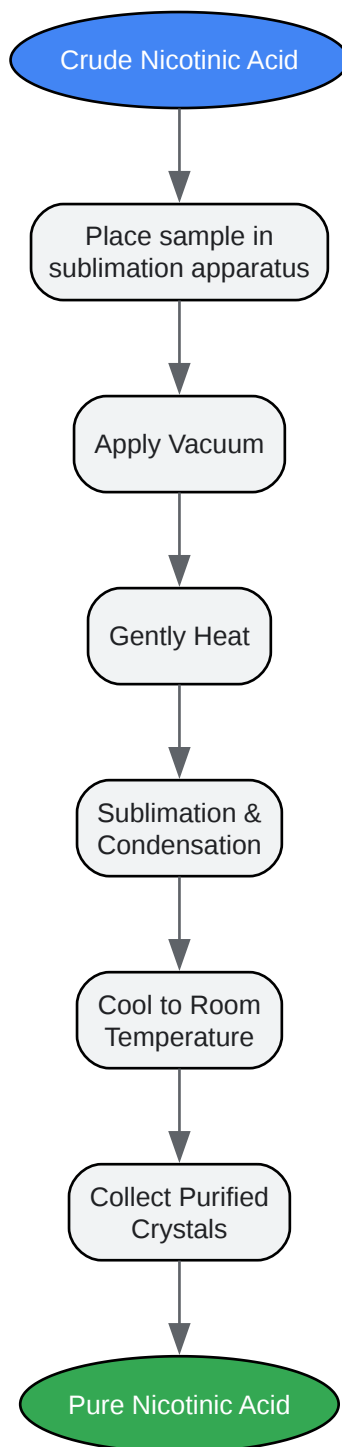 Crude Nicotinic Acid
Place sample in
sublimation apparatus
Apply Vacuum
Gently Heat
Sublimation &
Condensation
Cool to Room
Temperature
Collect Purified
Crystals
Pure Nicotinic Acid